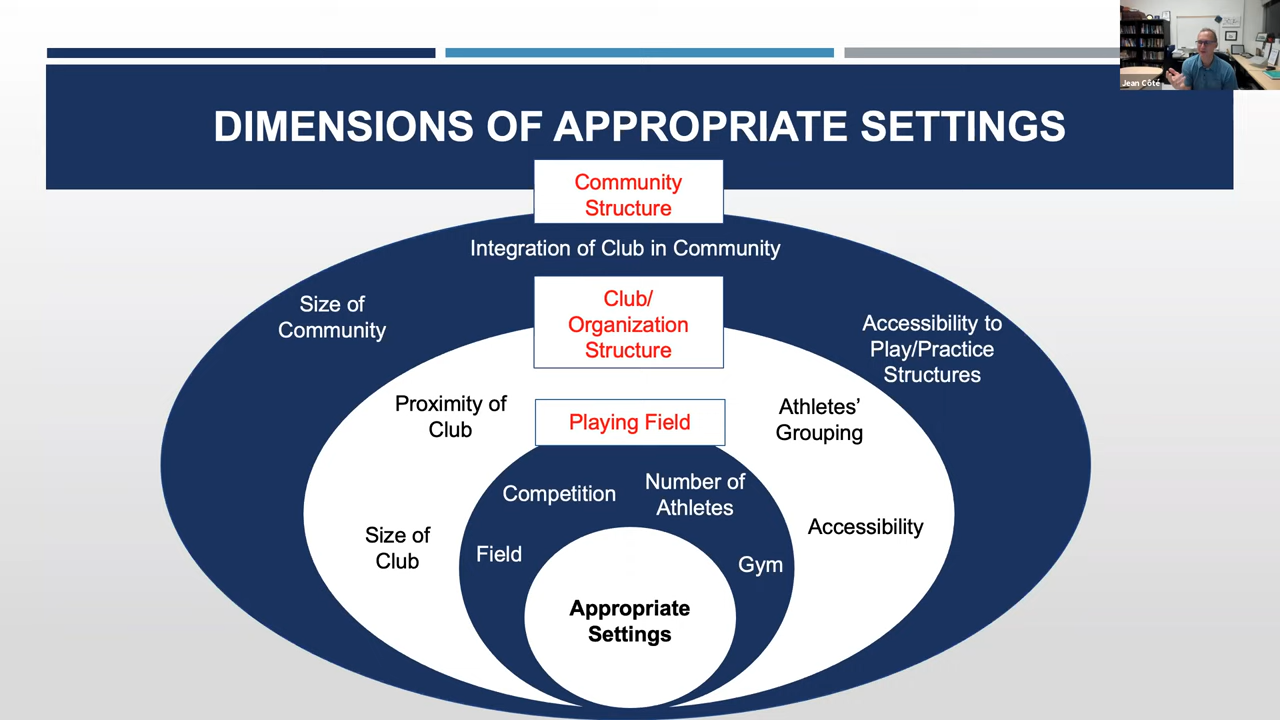 Jean Côté
DIMENSIONS OF APPROPRIATE SETTINGS
Community
Structure
Integration of Club in Community
Size of
Community
Club/
Organization
Structure
Accessibility to
Play/Practice
Structures
Proximity of
Club
Playing Field
Athletes’
Grouping
Competition
Number of
Athletes
Size of
Club
Field
Gym
Accessibility
Appropriate
Settings